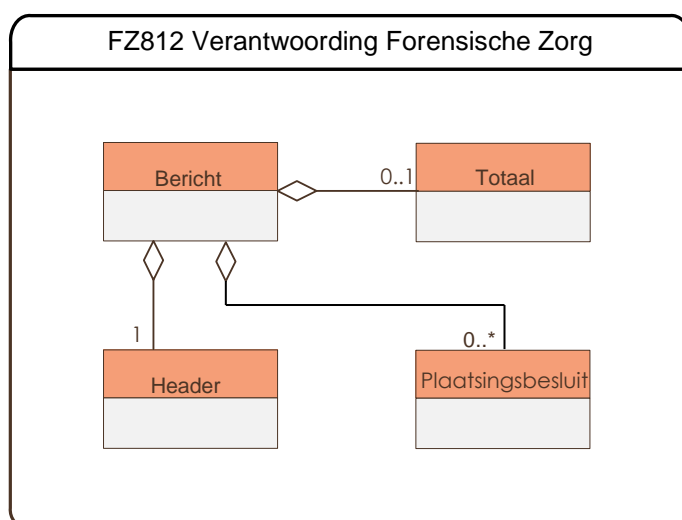 FZ812 Verantwoording Forensische Zorg
Bericht
0..1
Totaal
1
0..*
Header
Plaatsingsbesluit